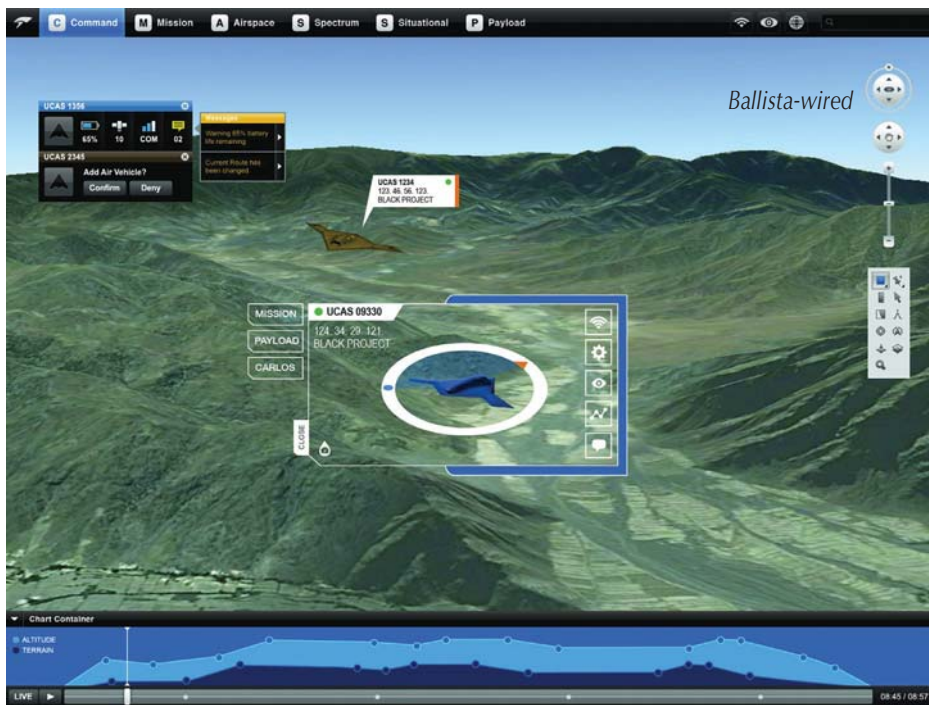 C Command M Mission A Airspace S Spectrum S Situational P Payload
Ballista-wired
UCAS 1356
65% 10 COM 02
Messages
Warning 65% battery
life remaining
Current Route has
been changed
UCAS 2345
Add Air Vehicle?
Confirm Deny
UCAS 1234
123. 46. 56. 123.
BLACK PROJECT
MISSION
PAYLOAD
CARLOS
UCAS 09330
124. 34. 29. 121.
BLACK PROJECT
CLOSE
Chart Container
ALTITUDE
TERRAIN
LIVE
08:45 / 08:57